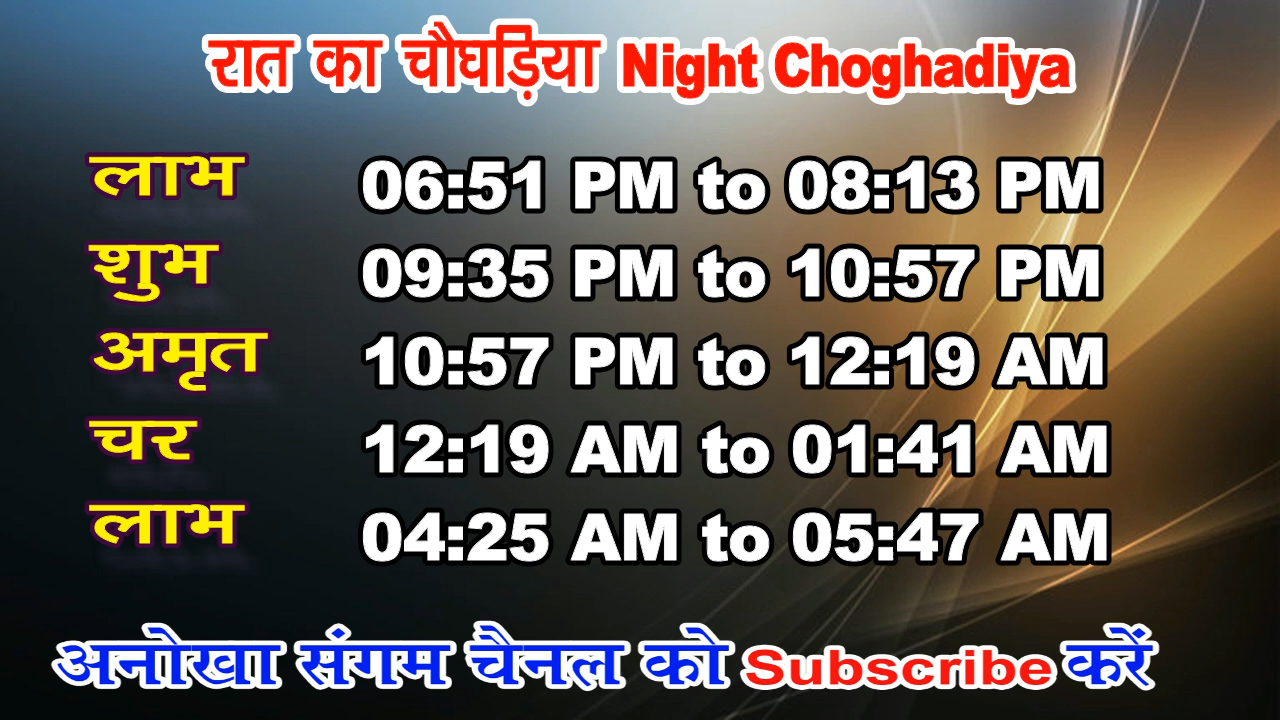 रात का चौघड़िया Night Choghadiya
लाभ 06:51 PM to 08:13 PM
शुभ 09:35 PM to 10:57 PM
अमृत 10:57 PM to 12:19 AM
चर 12:19 AM to 01:41 AM
लाभ 04:25 AM to 05:47 AM
अनोखा संगम चैनल को Subscribe करें